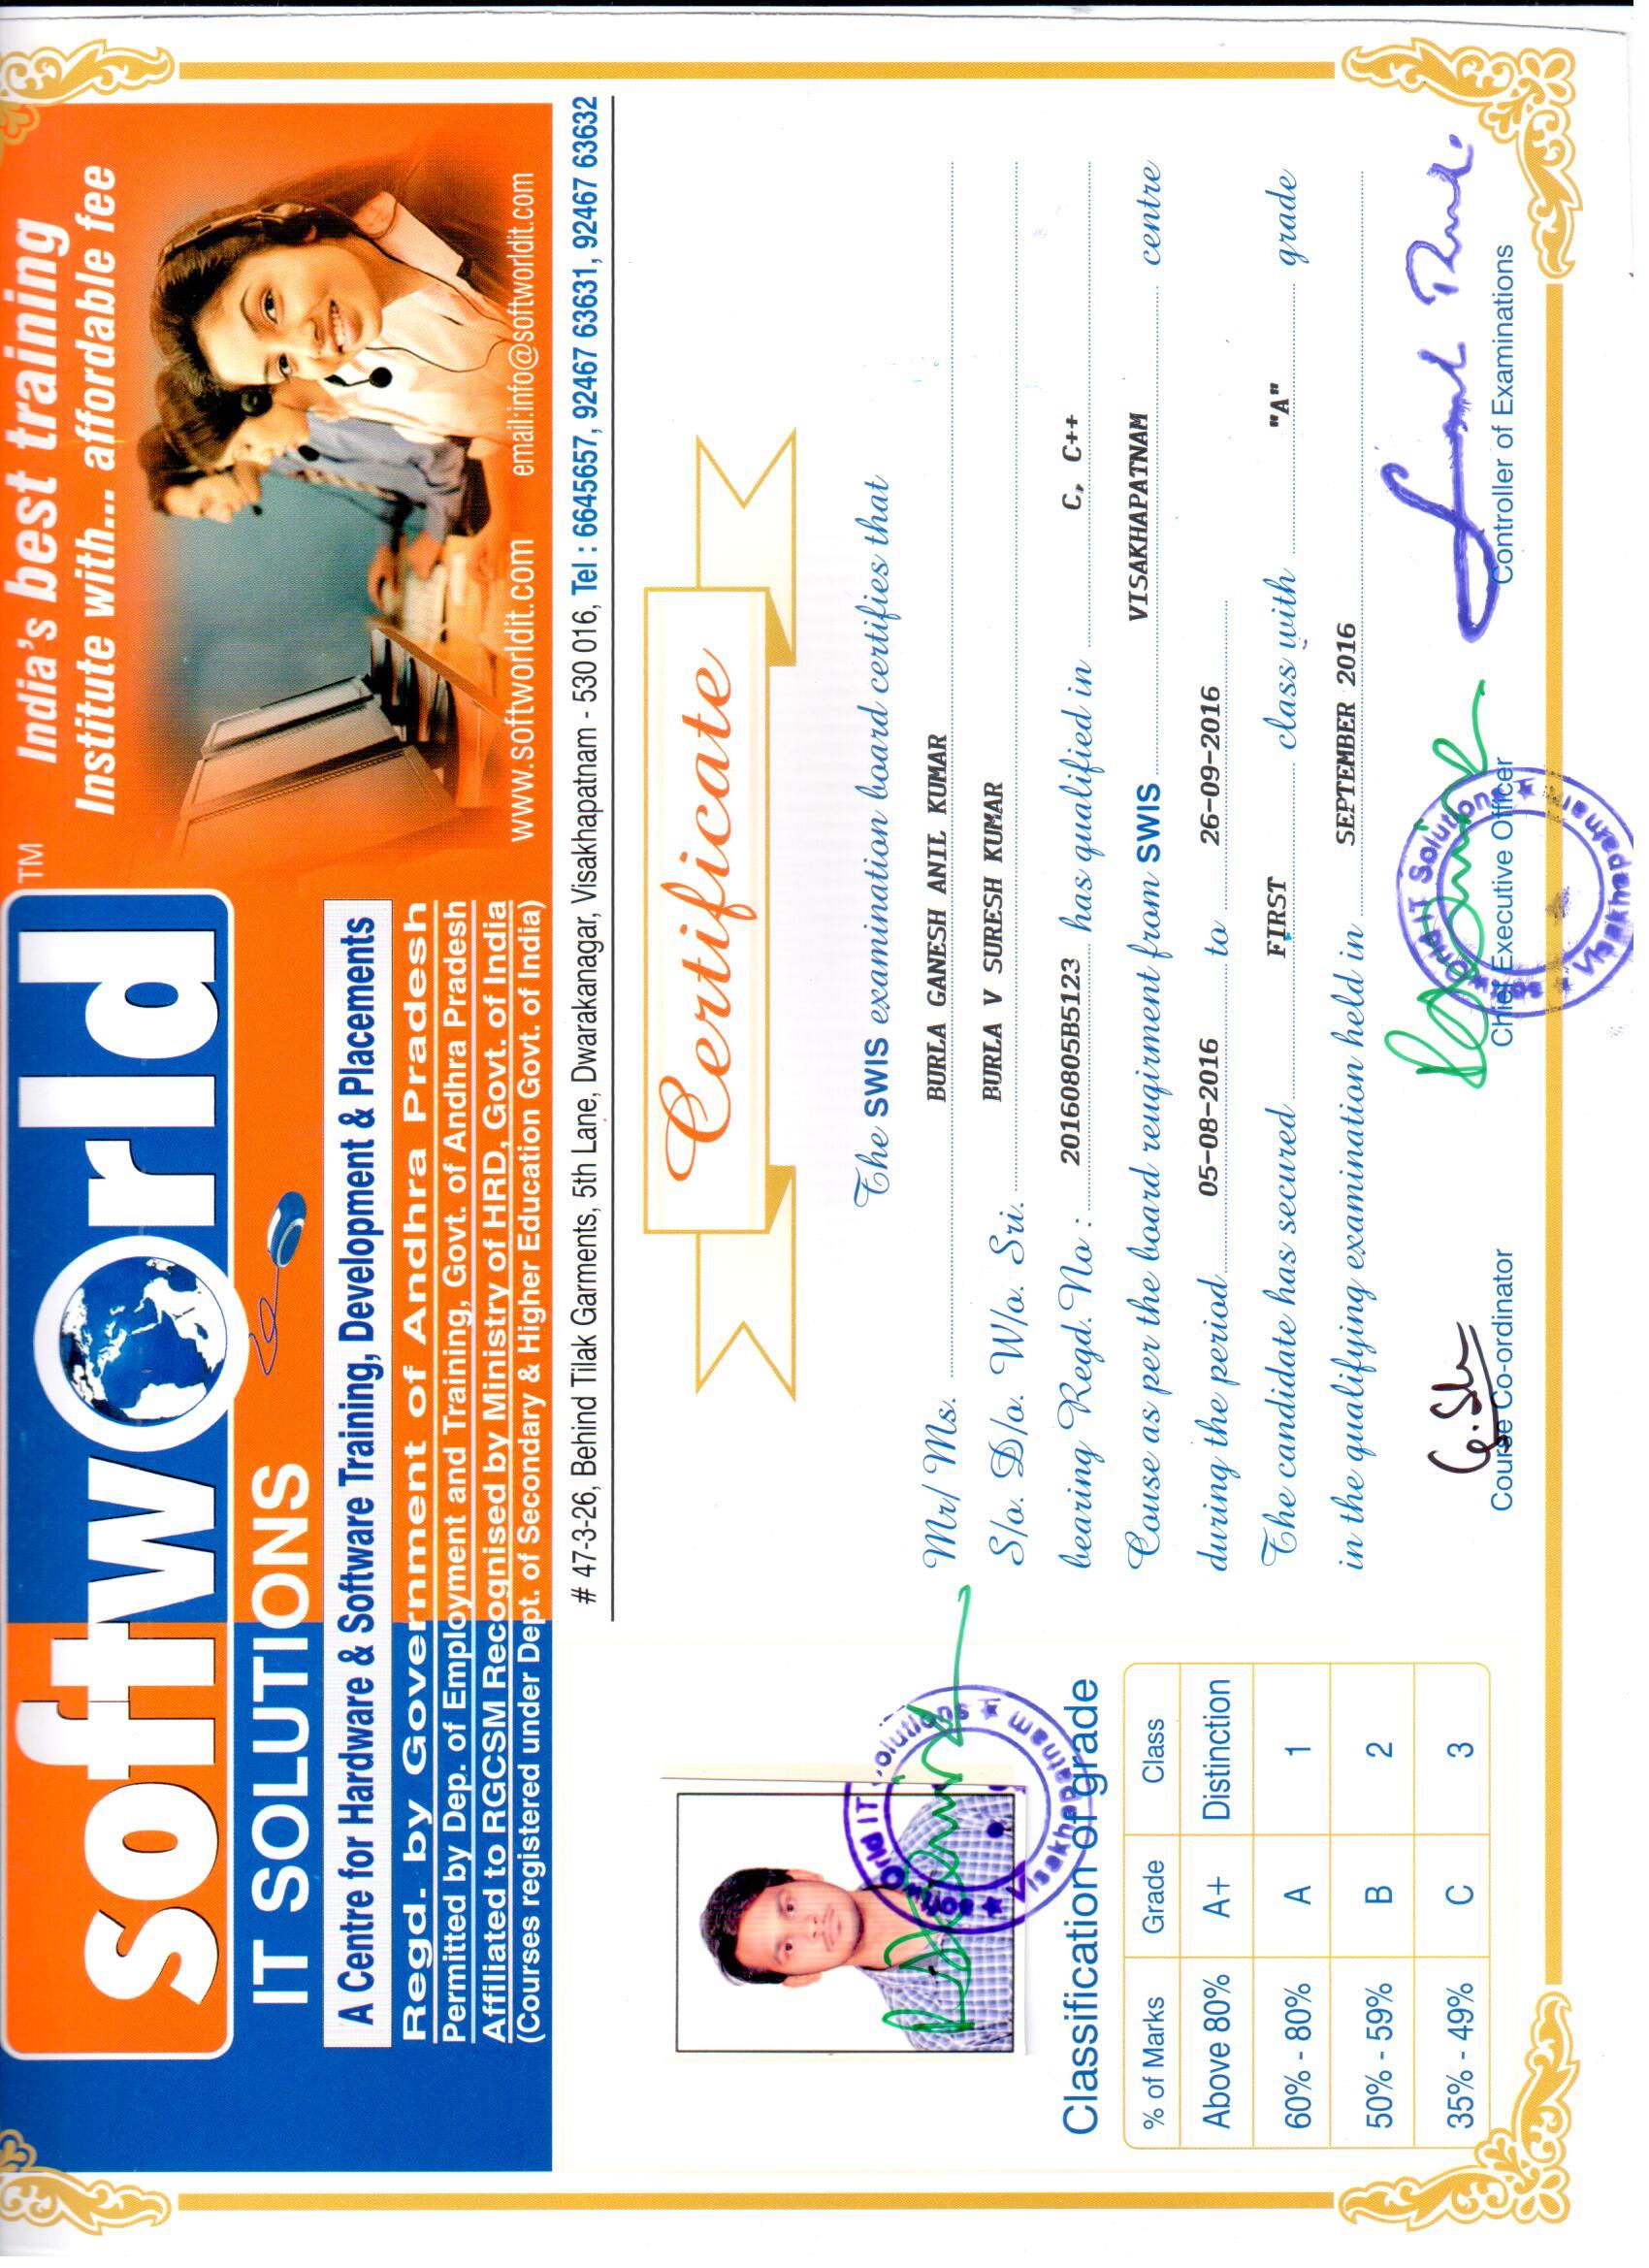 Softworld
TM
IT SOLUTIONS
India's best training
Institute with... affordable fee
A Centre for Hardware & Software Training, Development & Placements
Regd. by Government of Andhra Pradesh
Permitted by Dep. of Employment and Training, Govt. of Andhra Pradesh
Affiliated to RGCSM Recognised by Ministry of HRD, Govt. of India
(Courses registered under Dept. of Secondary & Higher Education Govt. of India)
www.softworldit.com email:info@softworldit.com
# 47-3-26, Behind Tilak Garments, 5th Lane, Dwarakanagar, Visakhapatnam - 530 016, Tel : 6645657, 92467 63631, 92467 63632
Certificate
The SWIS examination board certifies that
Mr/ Ms. BURLA GANESH ANIL KUMAR
S/o. D/o. W/o. Sri. BURLA V SURESH KUMAR
bearing Regd. No : 20160805B5123 has qualified in C, C++
Couse as per the board reuqirment from SWIS VISAKHAPATNAM centre
during the period 05-08-2016 to 26-09-2016
The candidate has secured FIRST class with "A" grade
in the qualifying examination held in SEPTEMBER 2016
Classification of grade
% of Marks Grade Class
Above 80% A+ Distinction
60% - 80% A 1
50% - 59% B 2
35% - 49% C 3
Course Co-ordinator
Chief Executive Officer
Controller of Examinations
Softworld IT Solutions
Visakhapatnam